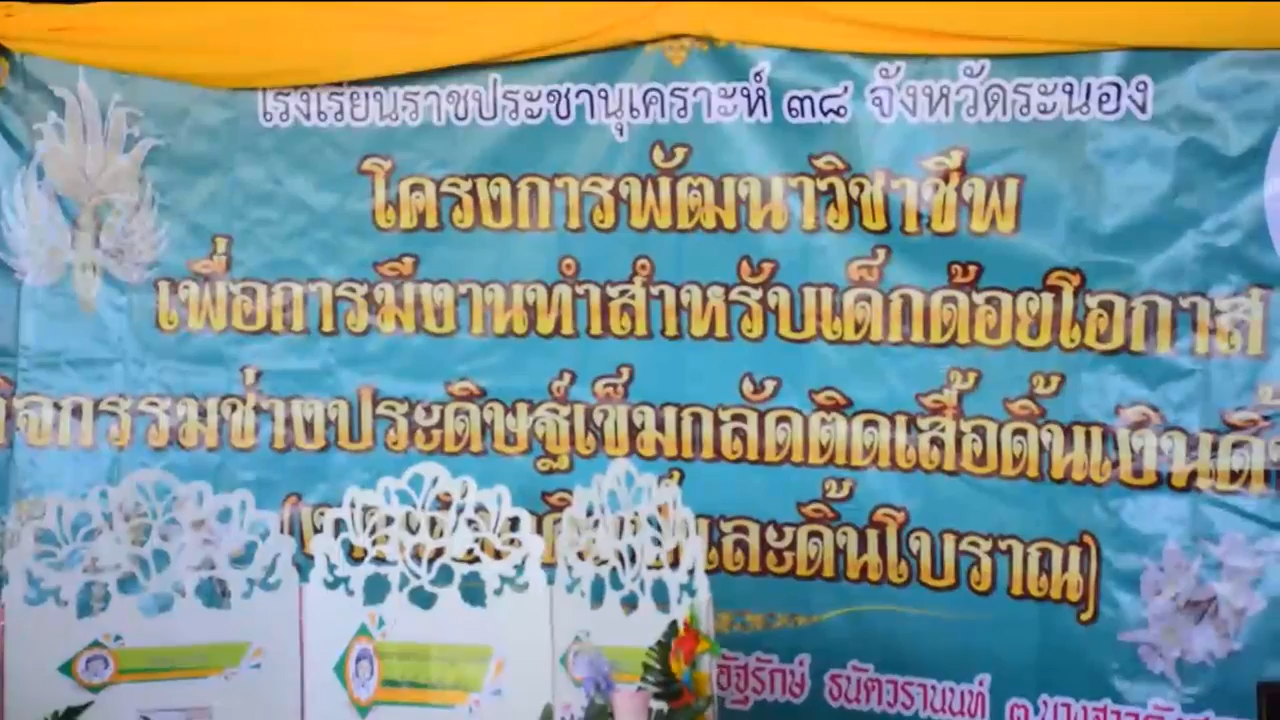 โรงเรียนราชประชานุเคราะห์ ๓๘ จังหวัดระนอง
โครงการพัฒนาวิชาชีพ
เพื่อการมีงานทำสำหรับเด็กด้อยโอกาส
กิจกรรมช่างประดิษฐ์เข็มกลัดติดเสื้อดิ้นเงินดิ้น
และดิ้นโบราณ)
อัฐรักษ์ ธนัตวรานนท์